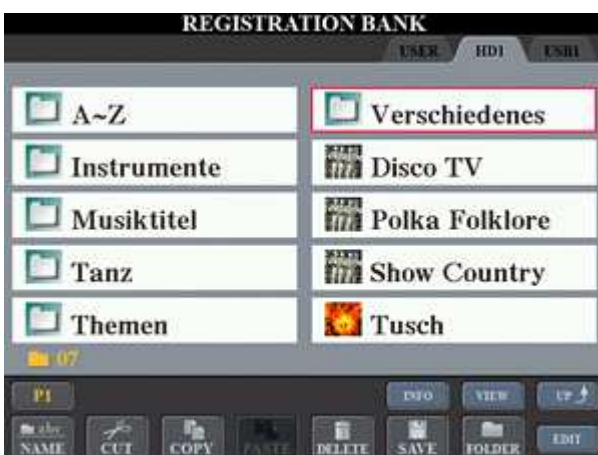 REGISTRATION BANK
USER HD1 USB1
A~Z
Instrumente
Musiktitel
Tanz
Themen
Verschiedenes
Disco TV
Polka Folklore
Show Country
Tusch
07
P1
INFO VIEW UP
abc
NAME CUT COPY PASTE DELETE SAVE FOLDER EDIT